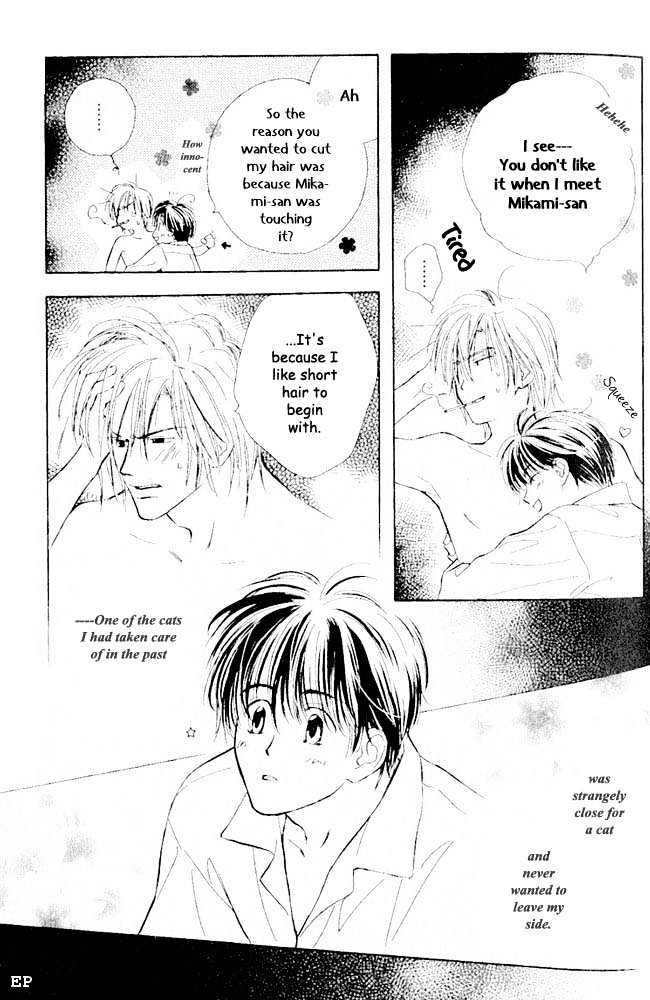 Hehehe
I see---
You don't like
it when I meet
Mikami-san
Tired
......
Squeeze
Ah
So the
reason you
wanted to cut
my hair was
because Mika-
mi-san was
touching
it?
How
inno-
cent
......
...It's
because I
like short
hair to
begin
with.
----One of the cats
I had taken care
of in the past
was
strangely
close for
a cat
and
never
wanted to
leave my
side.
EP